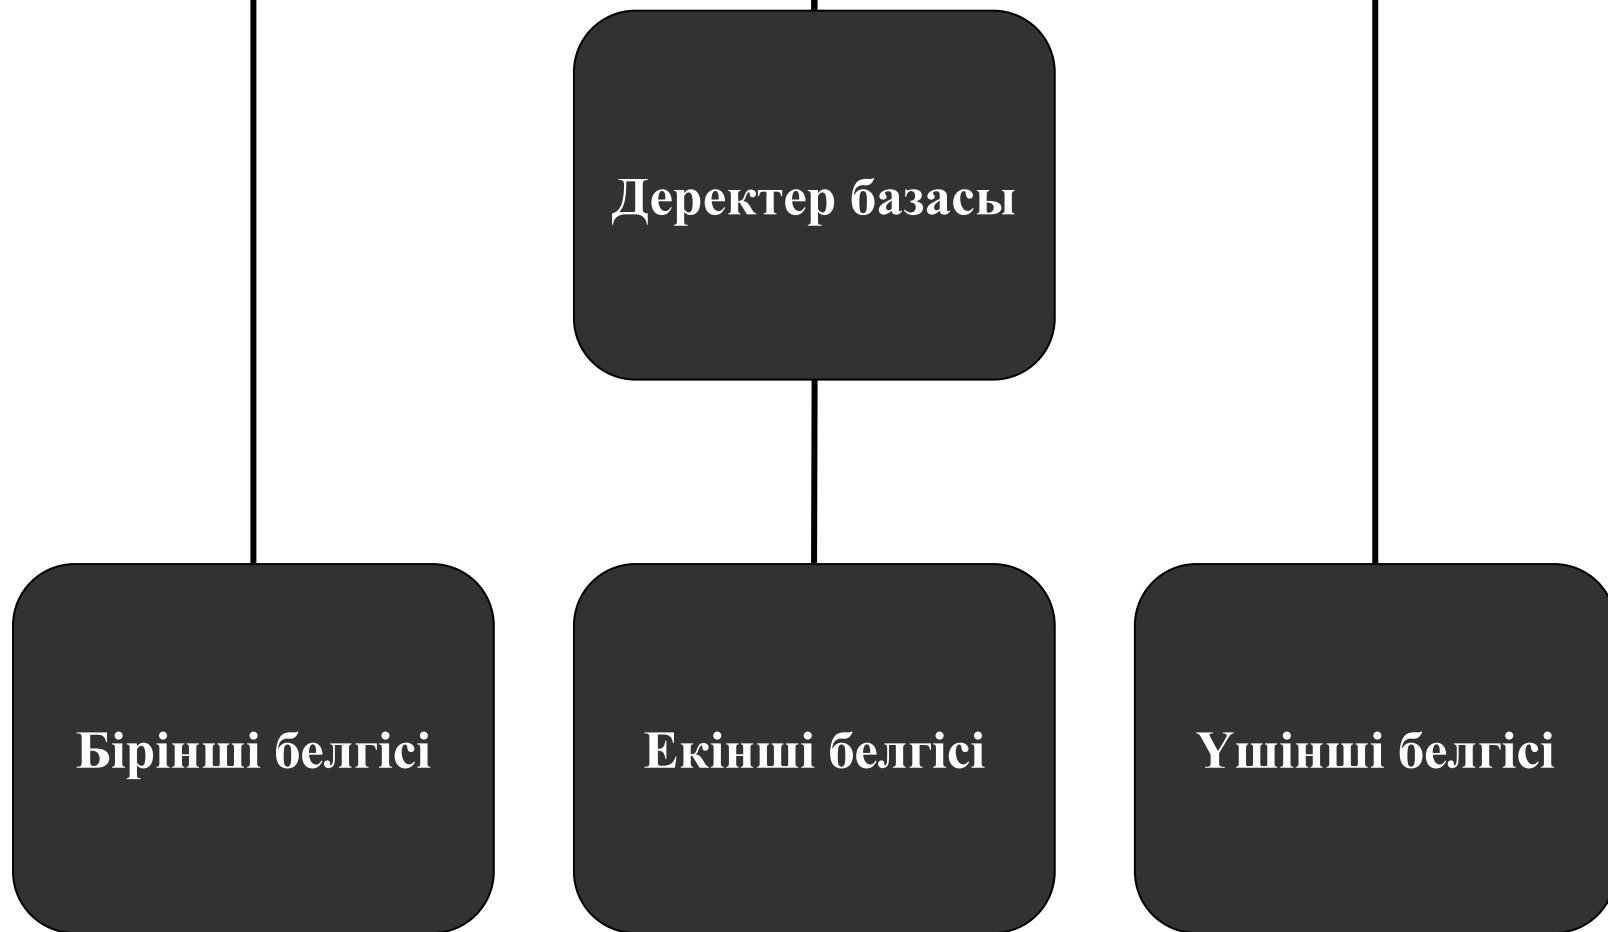 Деректер базасы
Бірінші белгісі
Екінші белгісі
Үшінші белгісі